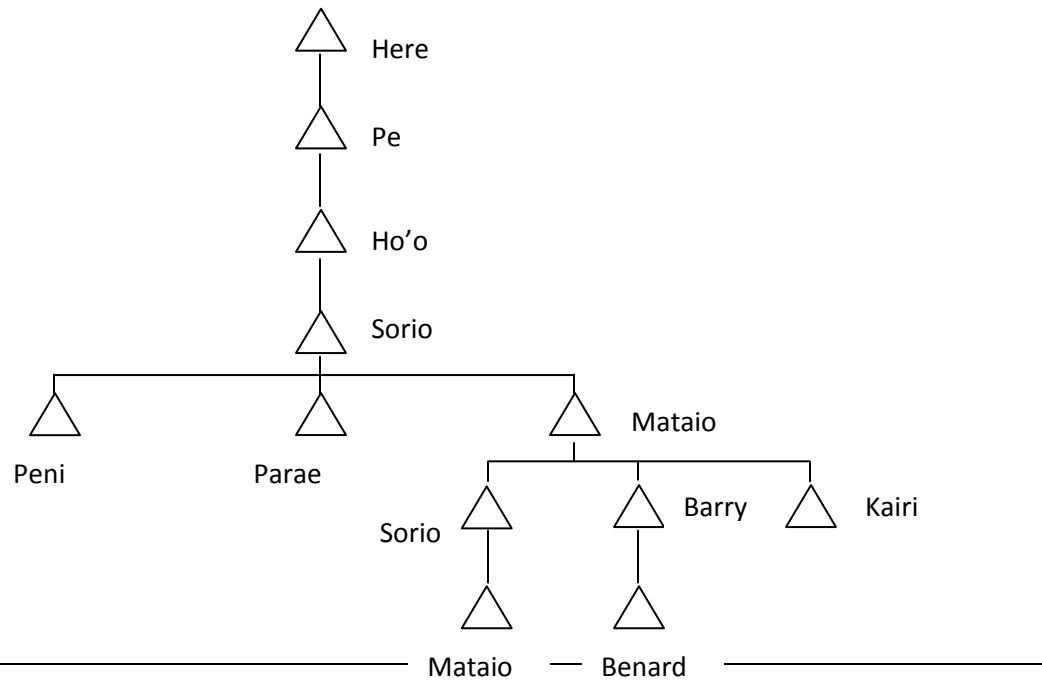 Here
Pe
Ho’o
Sorio
Mataio
Peni
Parae
Barry
Kairi
Sorio
Mataio
Benard